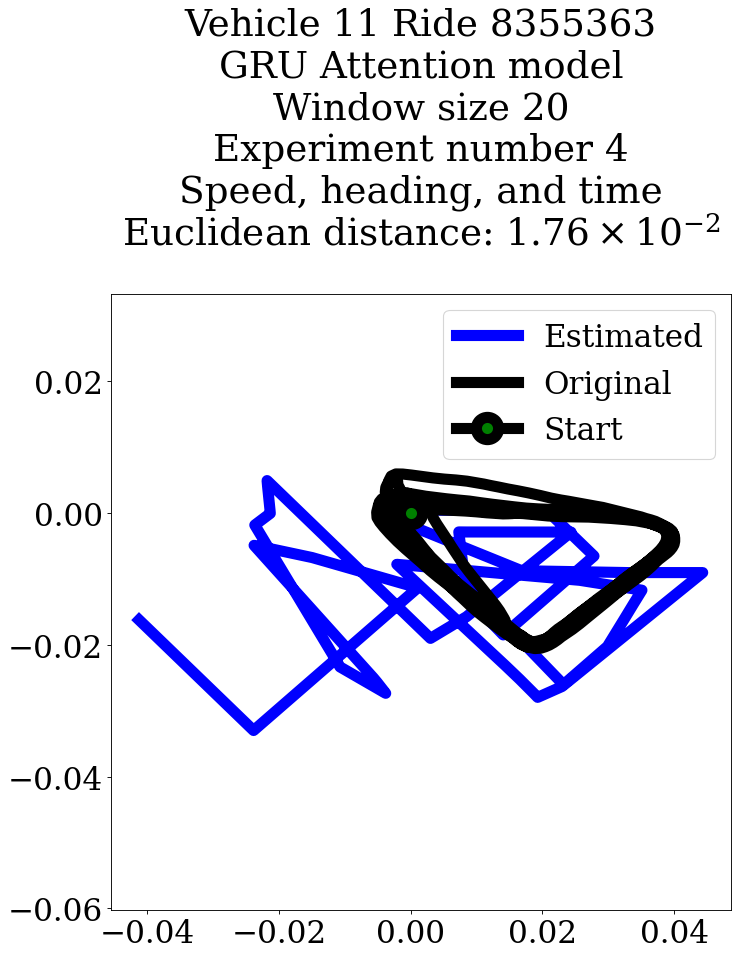 Vehicle 11 Ride 8355363
GRU Attention model
Window size 20
Experiment number 4
Speed, heading, and time
Euclidean distance: 1.76 × 10⁻²
Estimated
Original
Start
0.02
0.00
−0.02
−0.04
−0.06
−0.04 −0.02 0.00 0.02 0.04